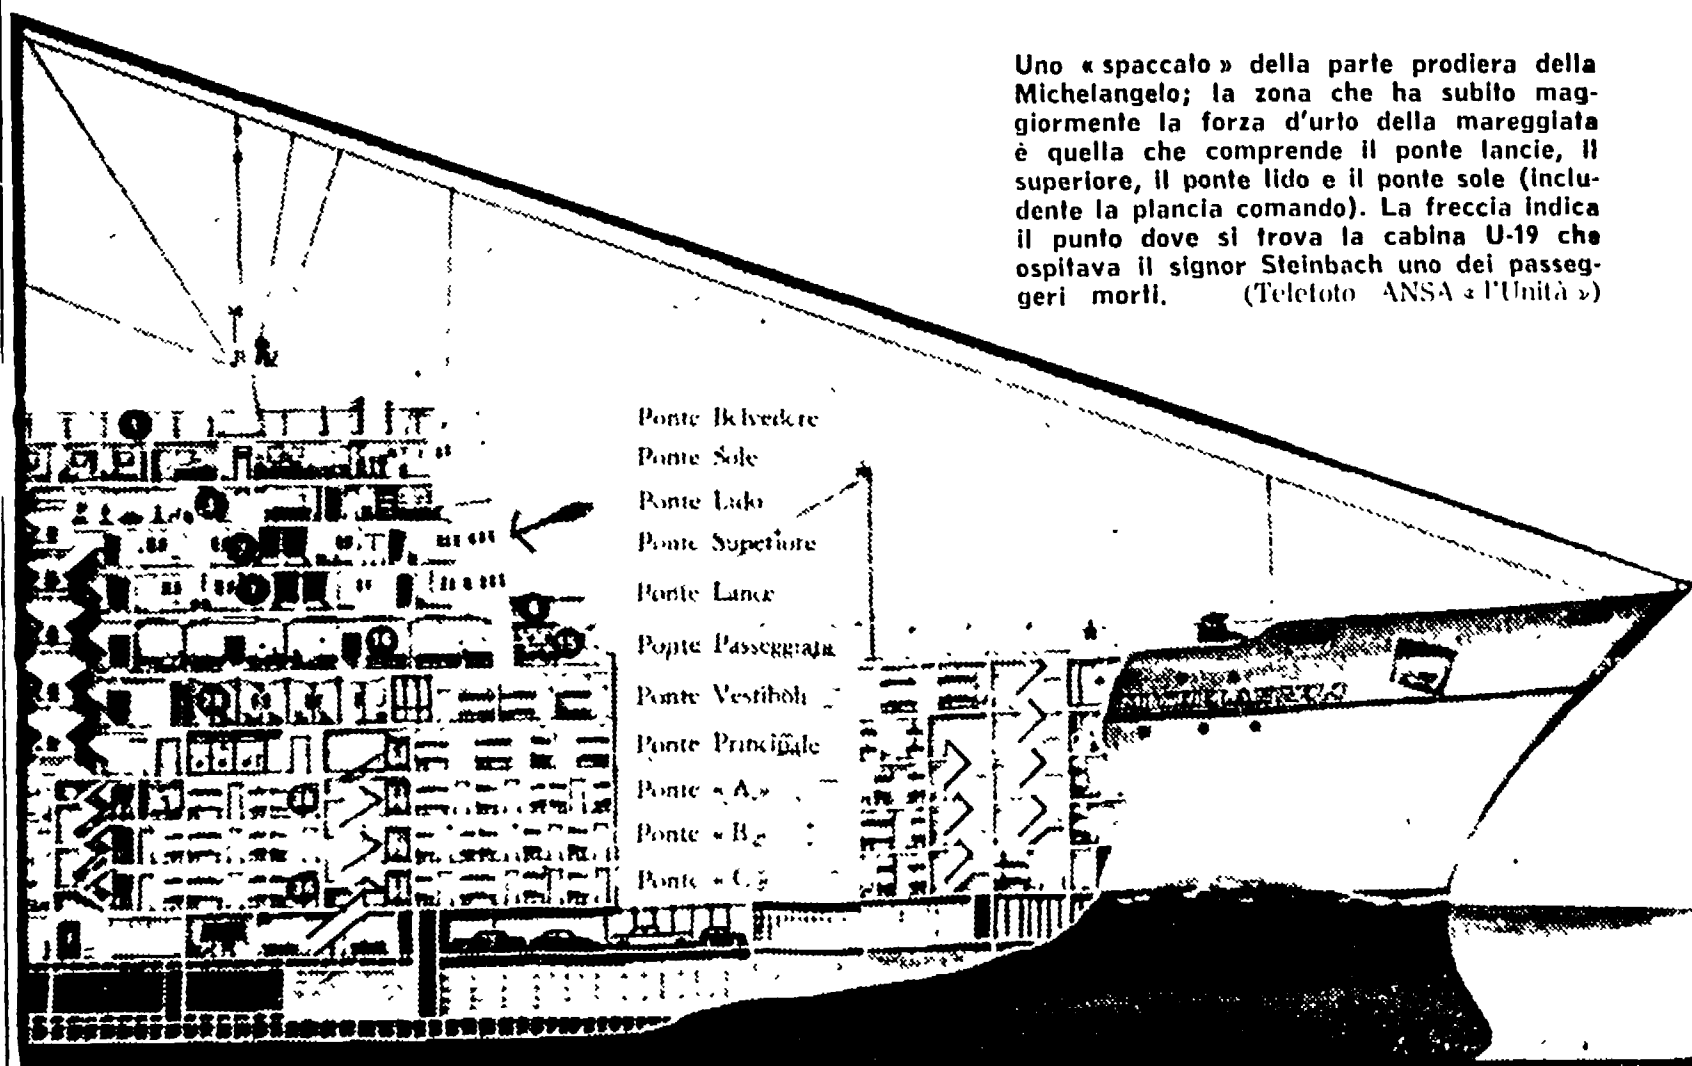 Uno « spaccato » della parte prodiera della
Michelangelo; la zona che ha subito mag-
giormente la forza d'urto della mareggiata
è quella che comprende il ponte lancie, il
superiore, il ponte lido e il ponte sole (inclu-
dente la plancia comando). La freccia indica
il punto dove si trova la cabina U-19 che
ospitava il signor Steinbach uno dei passeg-
geri morti. (Telefoto ANSA « l'Unità »)
Ponte Belvedere
Ponte Sole
Ponte Lido
Ponte Superiore
Ponte Lance
Ponte Passeggiata
Ponte Vestiboli
Ponte Principale
Ponte « A »
Ponte « B »
Ponte « C »